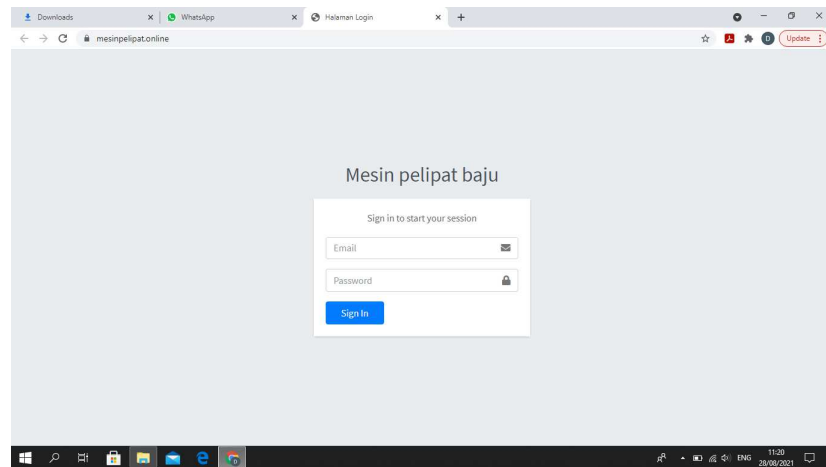 Downloads
WhatsApp
Halaman Login
mesinpelipat.online
D
Update
Mesin pelipat baju
Sign in to start your session
Email
Password
Sign In
ENG
11:20
28/08/2021